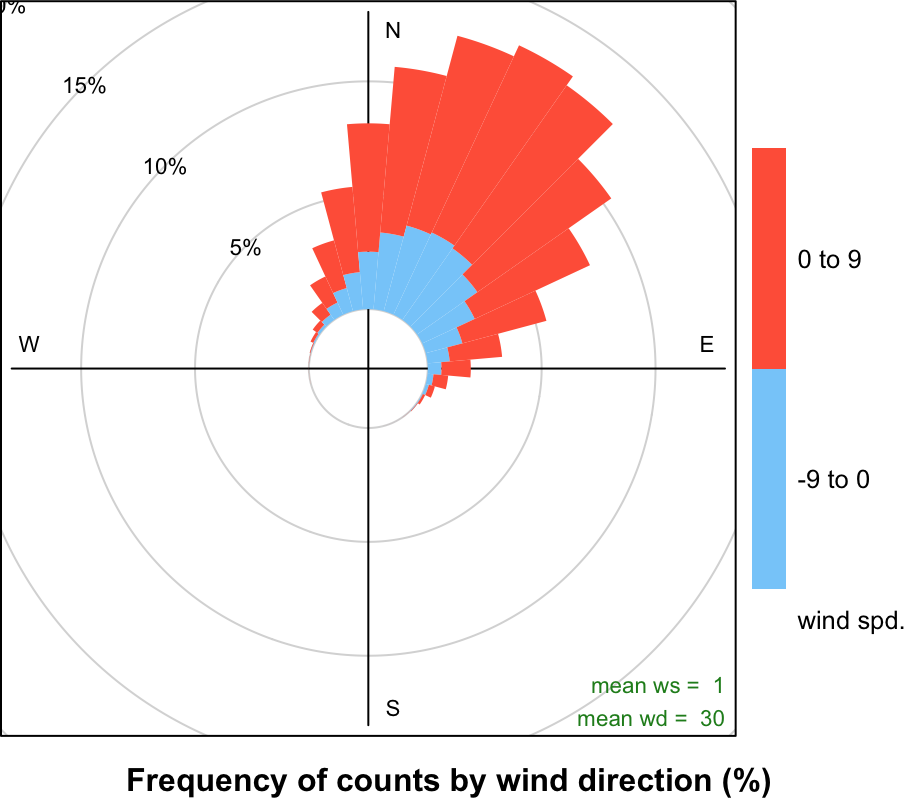 0%
N
15%
10%
5%
0 to 9
W
E
-9 to 0
wind spd.
mean ws = 1
S
mean wd = 30
Frequency of counts by wind direction (%)